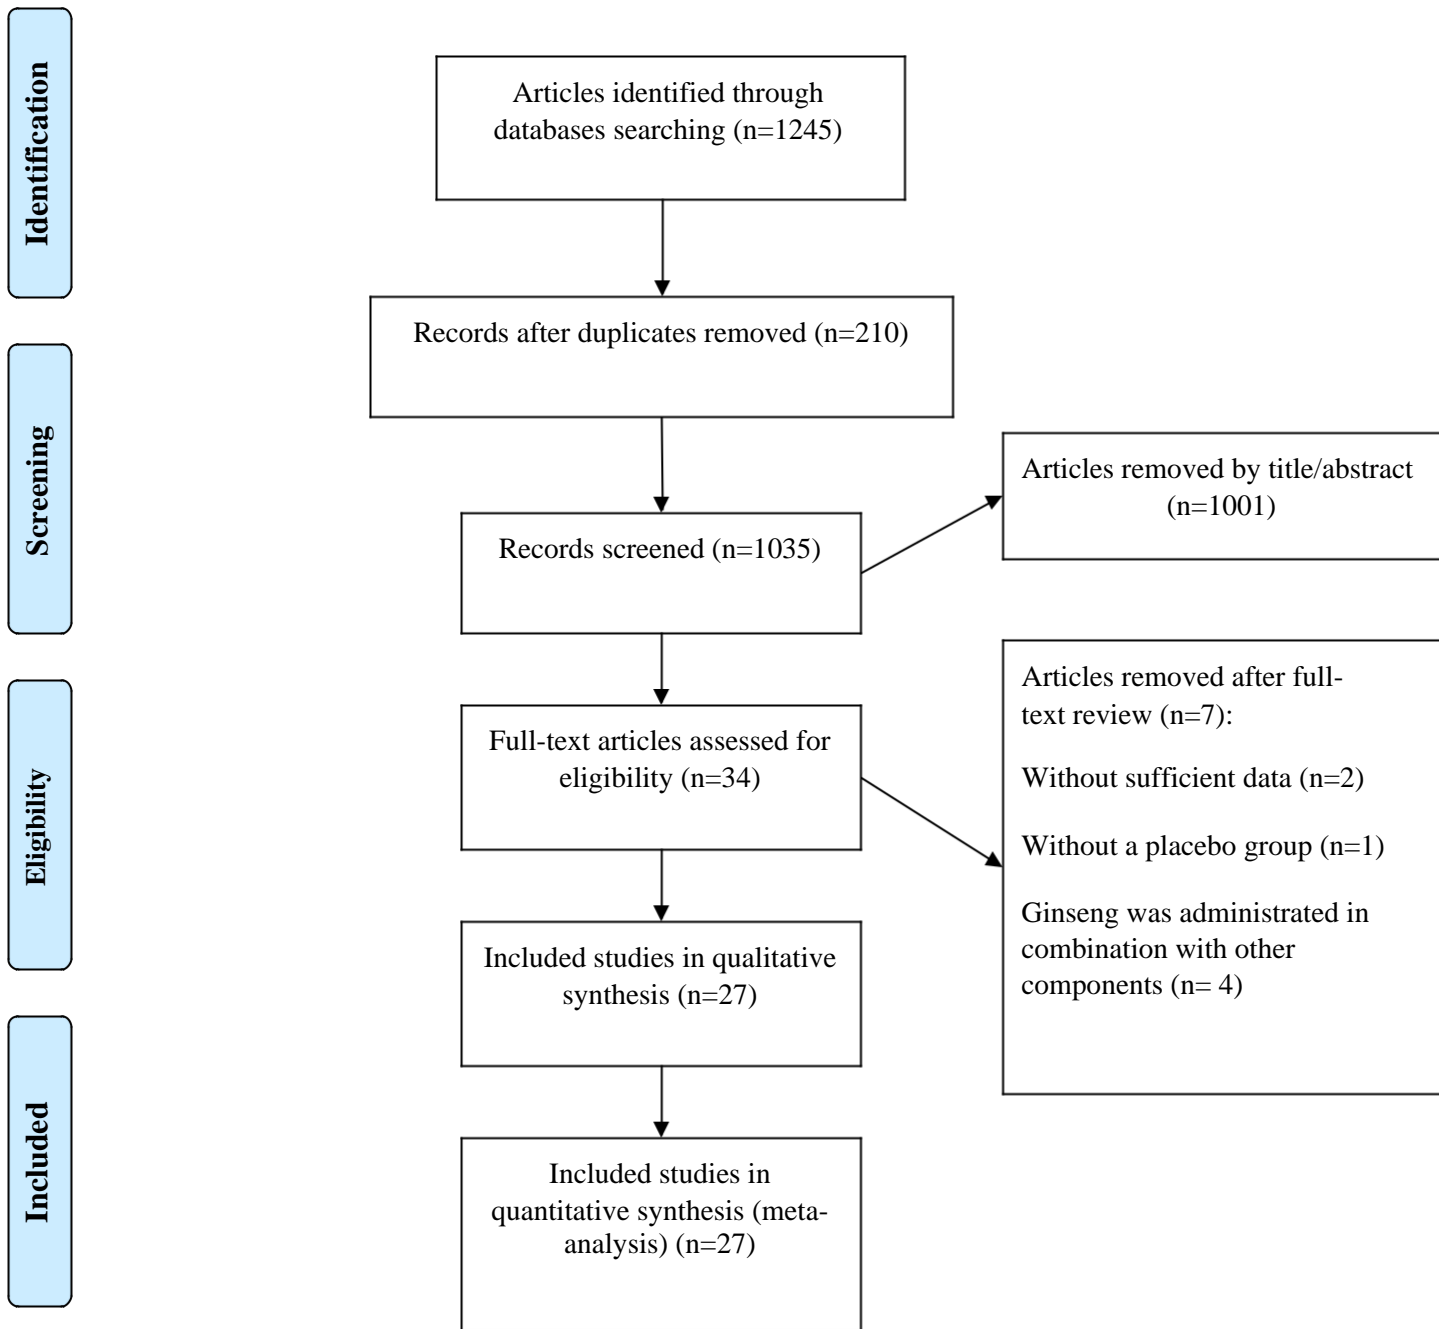 Identification
Articles identified through
databases searching (n=1245)
Records after duplicates removed (n=210)
Screening
Articles removed by title/abstract
(n=1001)
Records screened (n=1035)
Eligibility
Full-text articles assessed for
eligibility (n=34)
Articles removed after full-
text review (n=7):
Without sufficient data (n=2)
Without a placebo group (n=1)
Ginseng was administrated in
combination with other
components (n= 4)
Included studies in qualitative
synthesis (n=27)
Included
Included studies in
quantitative synthesis (meta-
analysis) (n=27)